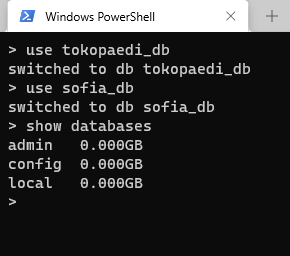 Windows PowerShell
> use tokopaedi_db
switched to db tokopaedi_db
> use sofia_db
switched to db sofia_db
> show databases
admin   0.000GB
config  0.000GB
local   0.000GB
>